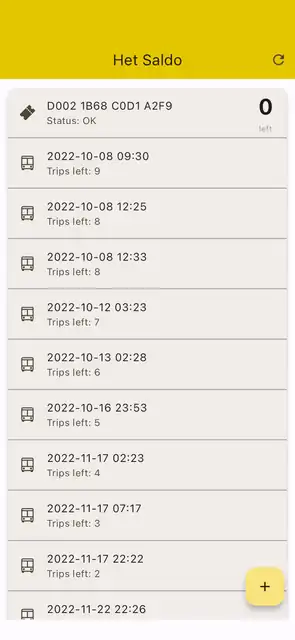 Het Saldo
D002 1B68 C0D1 A2F9
Status: OK
0
left
2022-10-08 09:30
Trips left: 9
2022-10-08 12:25
Trips left: 8
2022-10-08 12:33
Trips left: 8
2022-10-12 03:23
Trips left: 7
2022-10-13 02:28
Trips left: 6
2022-10-16 23:53
Trips left: 5
2022-11-17 02:23
Trips left: 4
2022-11-17 07:17
Trips left: 3
2022-11-17 22:22
Trips left: 2
2022-11-22 22:26